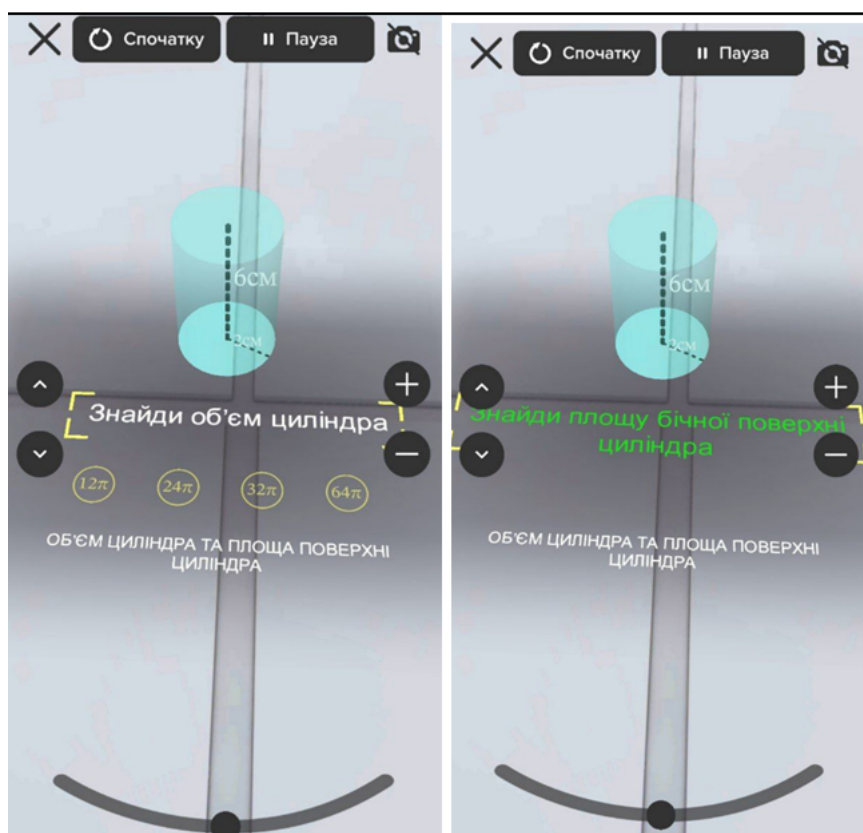 Спочатку
Пауза
6см
2см
Знайди об'єм циліндра
12π 24π 32π 64π
ОБ'ЄМ ЦИЛІНДРА ТА ПЛОЩА ПОВЕРХНІ
ЦИЛІНДРА
Спочатку
Пауза
6см
2см
Знайди площу бічної поверхні
циліндра
ОБ'ЄМ ЦИЛІНДРА ТА ПЛОЩА ПОВЕРХНІ
ЦИЛІНДРА